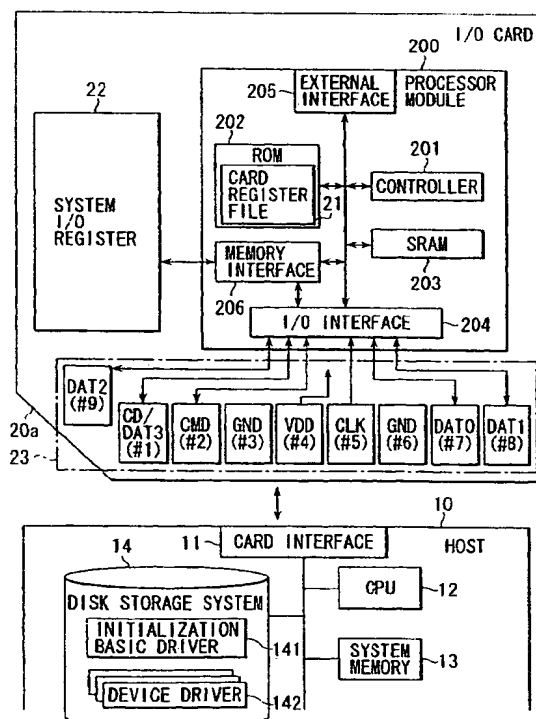 I/O CARD
200
205
EXTERNAL
INTERFACE
PROCESSOR
MODULE
22
SYSTEM
I/O
REGISTER
202
ROM
CARD
REGISTER
FILE
21
201
CONTROLLER
SRAM
203
MEMORY
INTERFACE
206
I/O INTERFACE
204
DAT2
(#9)
CD/
DAT3
(#1)
CMD
(#2)
GND
(#3)
VDD
(#4)
CLK
(#5)
GND
(#6)
DAT0
(#7)
DAT1
(#8)
20a
23
10
11
CARD INTERFACE
HOST
14
DISK STORAGE SYSTEM
INITIALIZATION
BASIC DRIVER
141
DEVICE DRIVER
142
CPU
12
SYSTEM
MEMORY
13